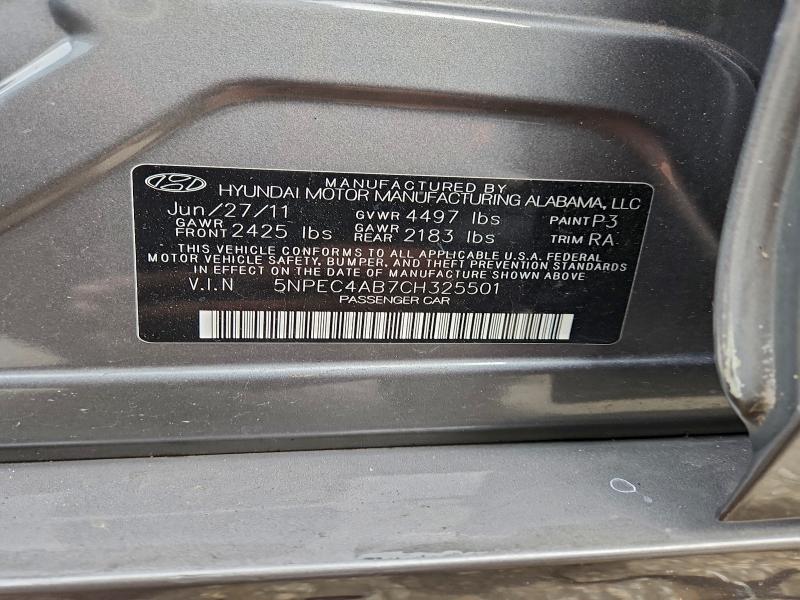 MANUFACTURED BY
HYUNDAI MOTOR MANUFACTURING ALABAMA, LLC
Jun/27/11 GVWR 4497 lbs PAINT P3
GAWR FRONT 2425 lbs GAWR REAR 2183 lbs TRIM RA
THIS VEHICLE CONFORMS TO ALL APPLICABLE U.S.A. FEDERAL
MOTOR VEHICLE SAFETY, BUMPER, AND THEFT PREVENTION STANDARDS
IN EFFECT ON THE DATE OF MANUFACTURE SHOWN ABOVE
V.I.N 5NPEC4AB7CH325501
PASSENGER CAR